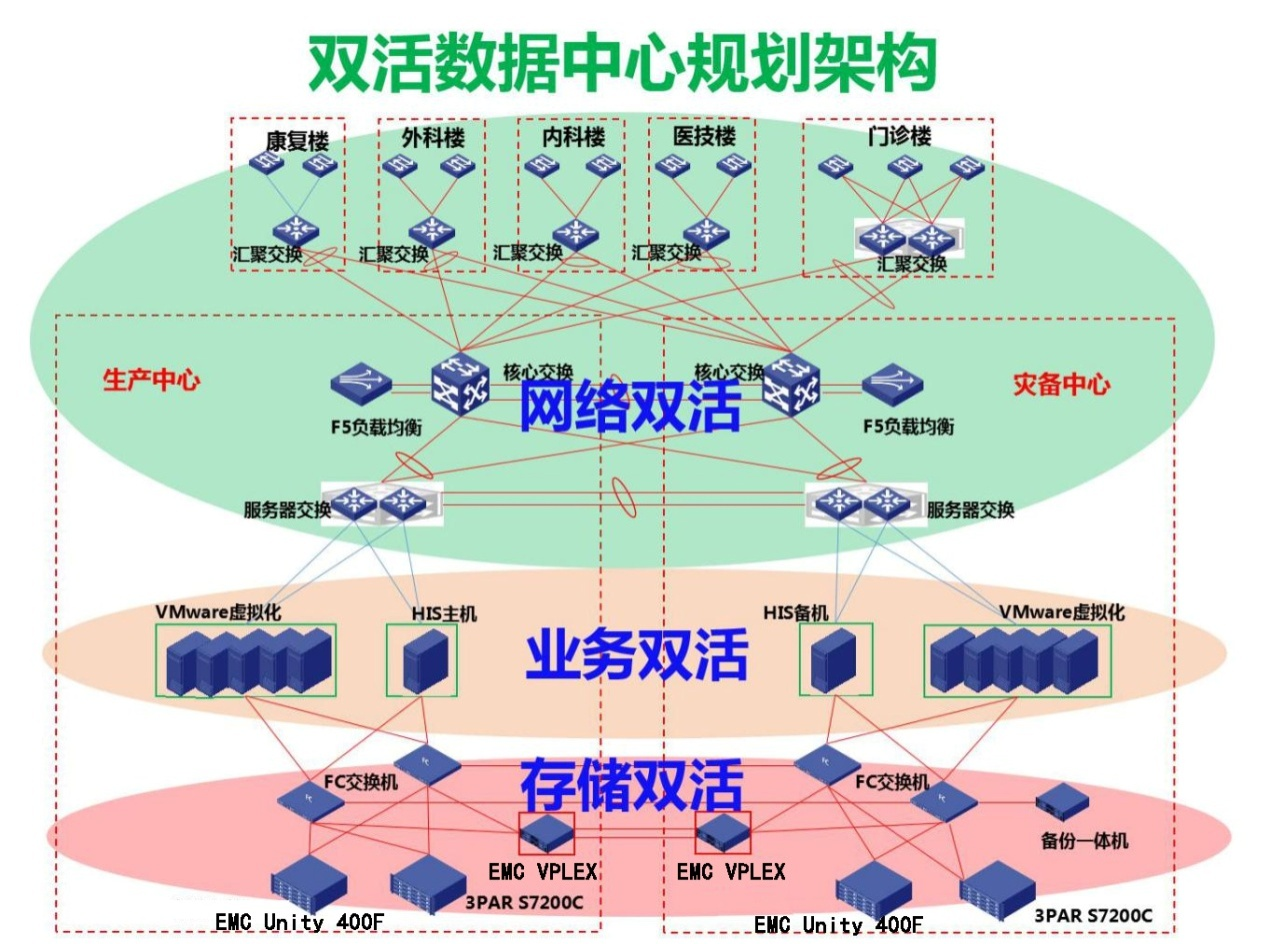 双活数据中心规划架构
康复楼
外科楼
内科楼
医技楼
门诊楼
汇聚交换
汇聚交换
汇聚交换
汇聚交换
汇聚交换
生产中心
核心交换
核心交换
灾备中心
网络双活
F5负载均衡
F5负载均衡
服务器交换
服务器交换
VMware虚拟化
HIS主机
HIS备机
VMware虚拟化
业务双活
FC
FC
存储双活
FC交换机
FC交换机
FC
FC
备份一体机
EMC VPLEX
EMC VPLEX
3PAR S7200C
3PAR S7200C
EMC Unity 400F
EMC Unity 400F